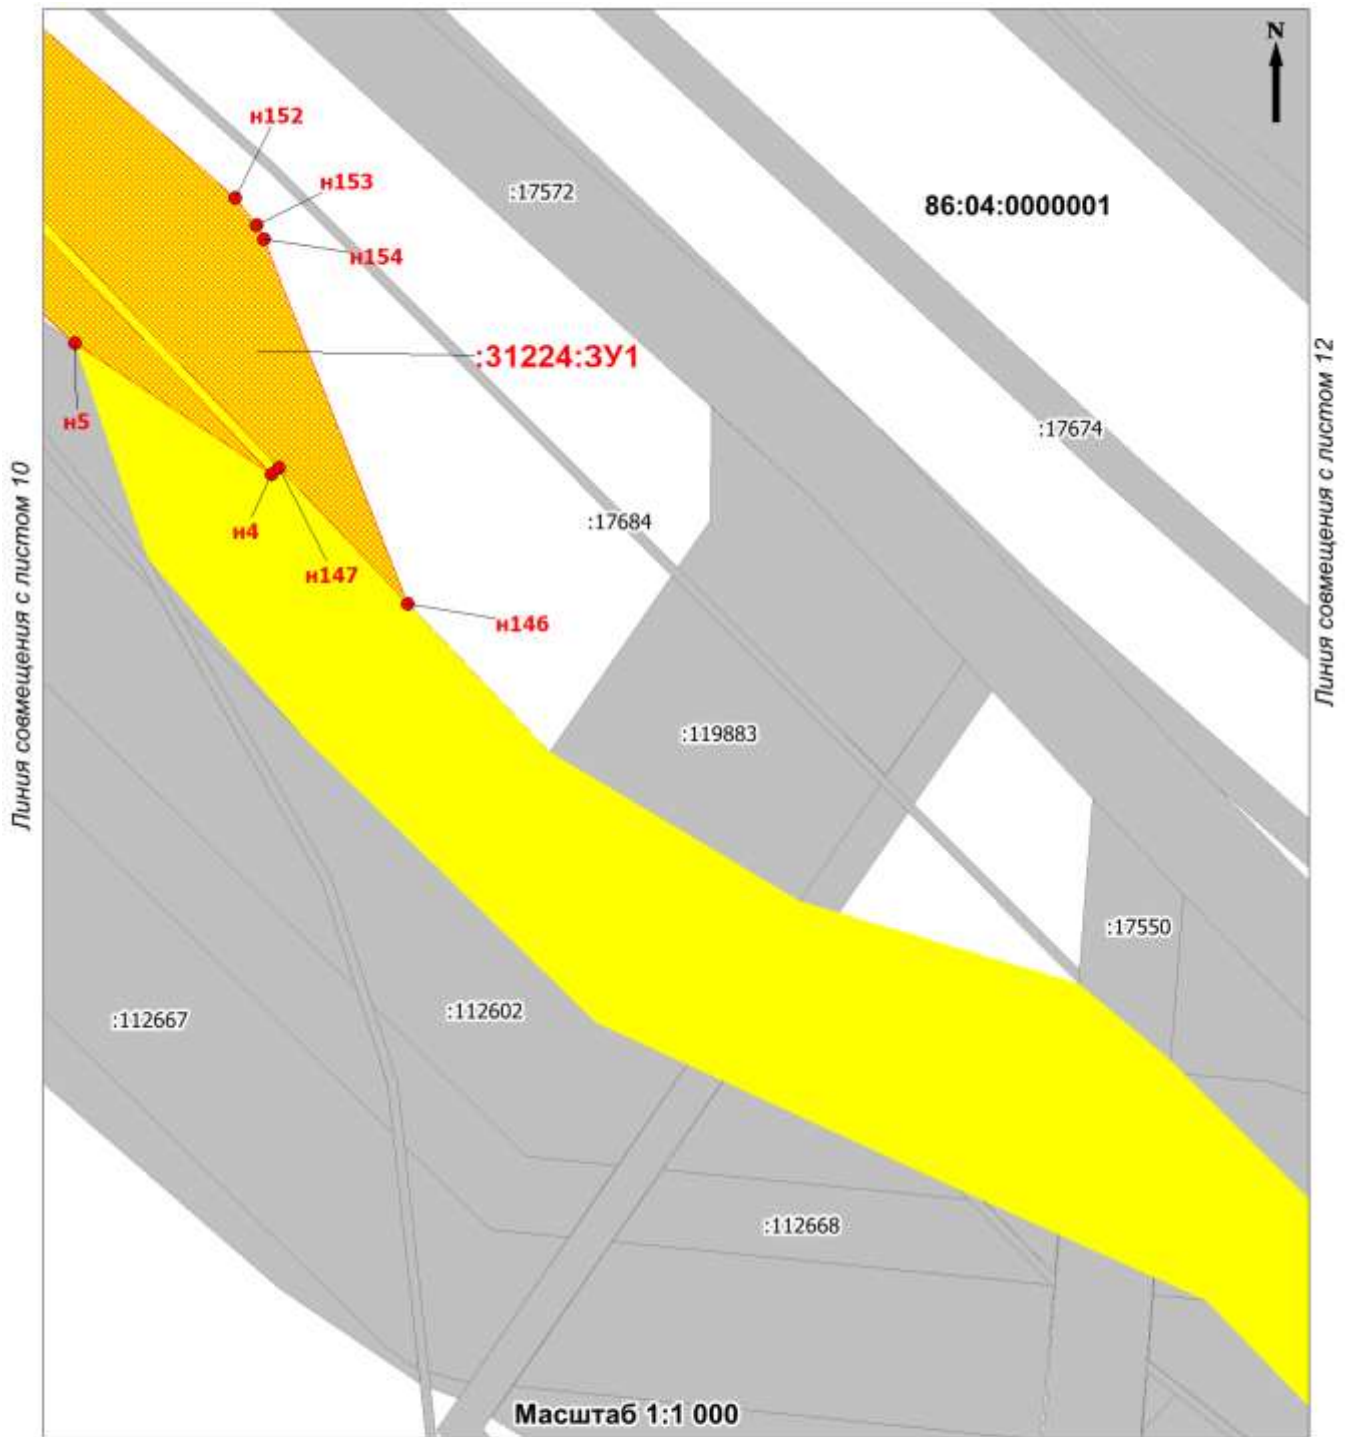 N
н152
н153
:17572
86:04:0000001
н154
:31224:ЗУ1
Линия совмещения с листом 12
н5
:17674
Линия совмещения с листом 10
:17684
н4
н147
н146
:119883
:17550
:112667
:112602
:112668
Масштаб 1:1 000